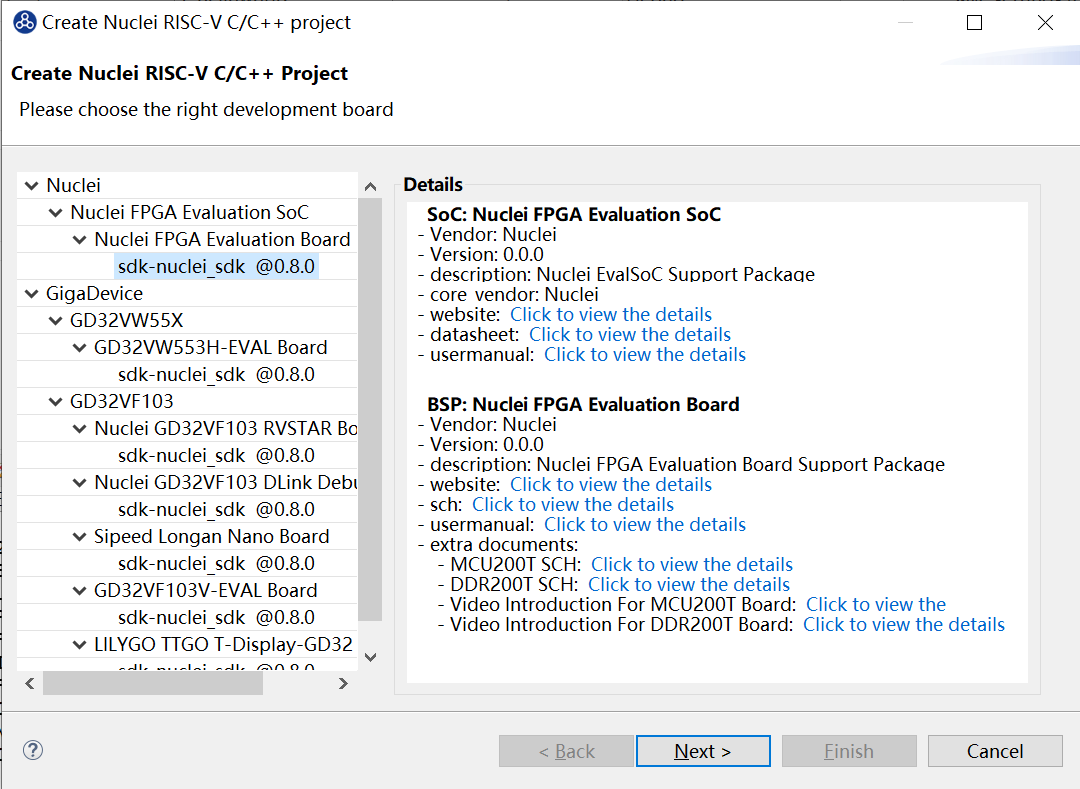 Create Nuclei RISC-V C/C++ project
Create Nuclei RISC-V C/C++ Project
Please choose the right development board
Nuclei
Nuclei FPGA Evaluation SoC
Nuclei FPGA Evaluation Board
sdk-nuclei_sdk @0.8.0
GigaDevice
GD32VW55X
GD32VW553H-EVAL Board
sdk-nuclei_sdk @0.8.0
GD32VF103
Nuclei GD32VF103 RVSTAR Bo
sdk-nuclei_sdk @0.8.0
Nuclei GD32VF103 DLink Debu
sdk-nuclei_sdk @0.8.0
Sipeed Longan Nano Board
sdk-nuclei_sdk @0.8.0
GD32VF103V-EVAL Board
sdk-nuclei_sdk @0.8.0
LILYGO TTGO T-Display-GD32
sdk-nuclei_sdk @0.8.0
Details
SoC: Nuclei FPGA Evaluation SoC
- Vendor: Nuclei
- Version: 0.0.0
- description: Nuclei EvalSoC Support Package
- core vendor: Nuclei
- website: Click to view the details
- datasheet: Click to view the details
- usermanual: Click to view the details
BSP: Nuclei FPGA Evaluation Board
- Vendor: Nuclei
- Version: 0.0.0
- description: Nuclei FPGA Evaluation Board Support Package
- website: Click to view the details
- sch: Click to view the details
- usermanual: Click to view the details
- extra documents:
- MCU200T SCH: Click to view the details
- DDR200T SCH: Click to view the details
- Video Introduction For MCU200T Board: Click to view the
- Video Introduction For DDR200T Board: Click to view the details
< Back
Next >
Finish
Cancel